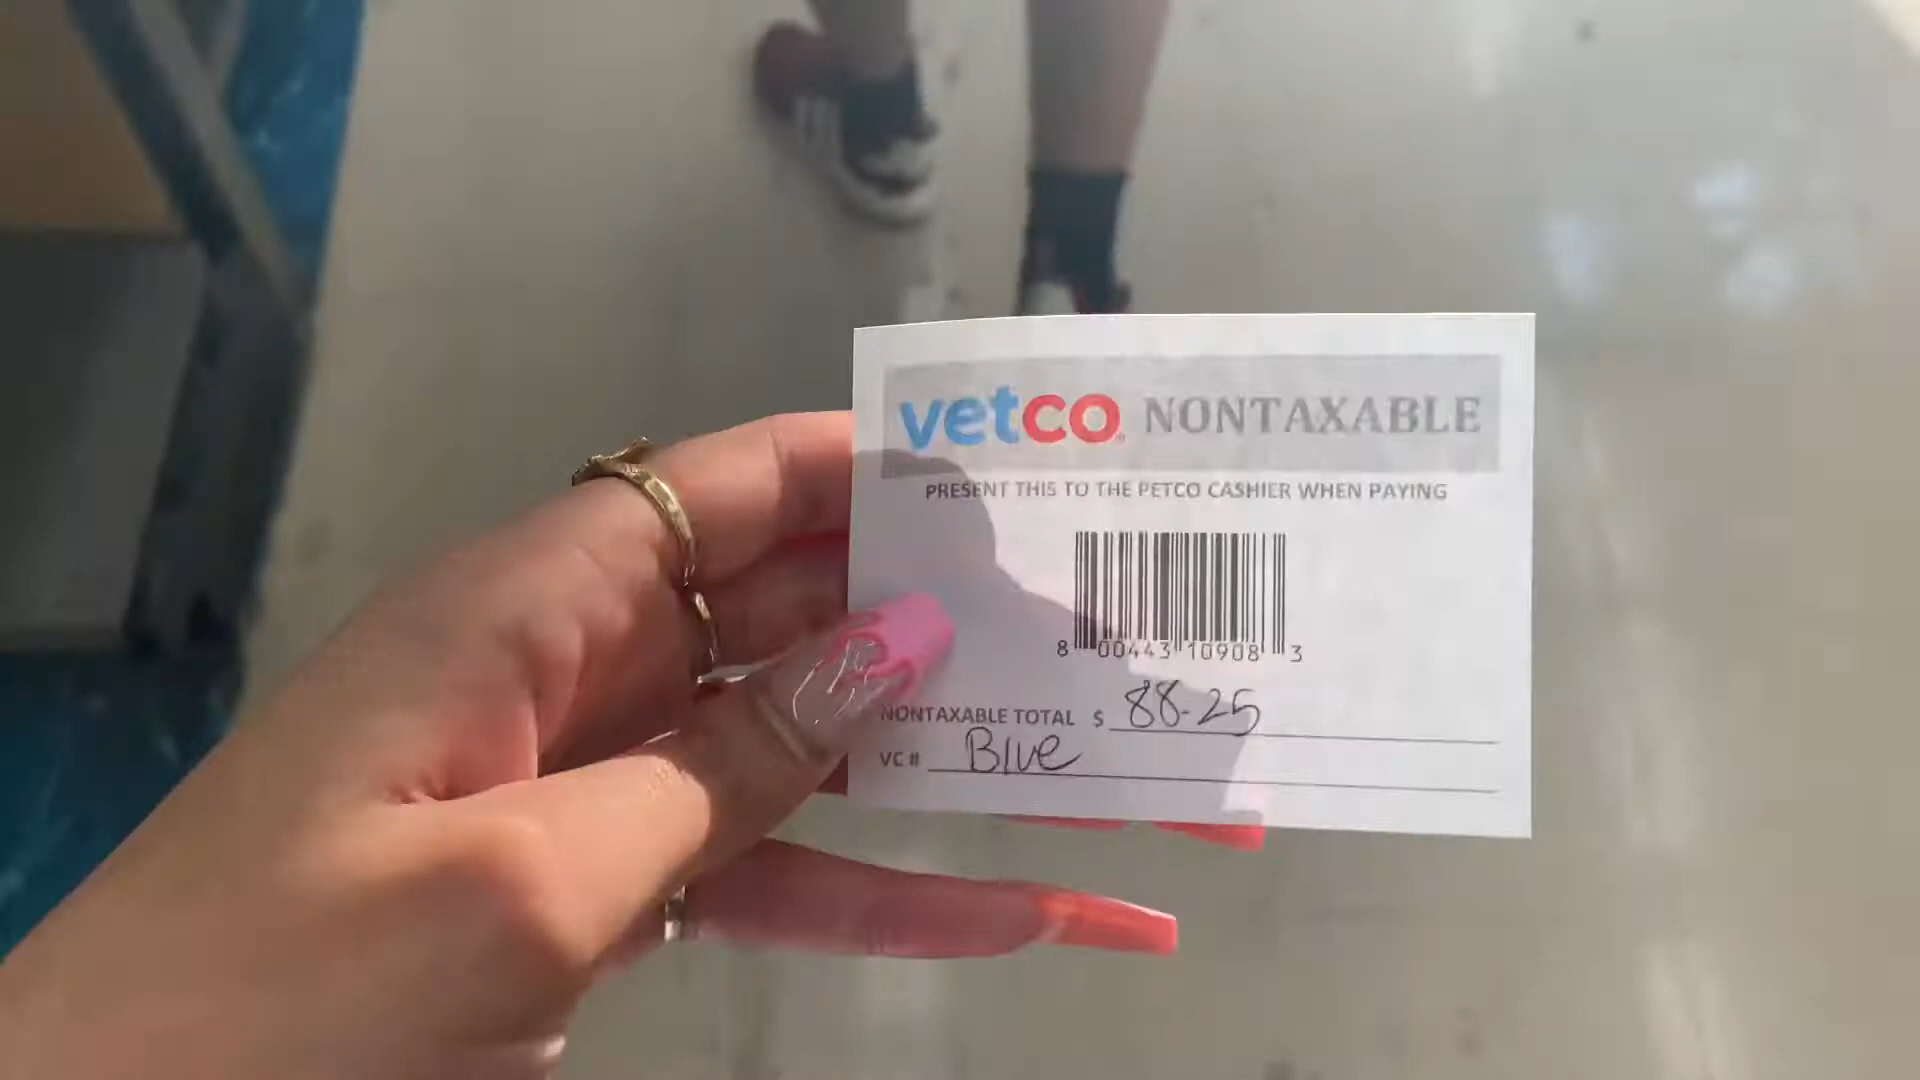 vetco NONTAXABLE
PRESENT THIS TO THE PETCO CASHIER WHEN PAYING
8 00443 10908 3
NONTAXABLE TOTAL $ 88.25
VC # Blue